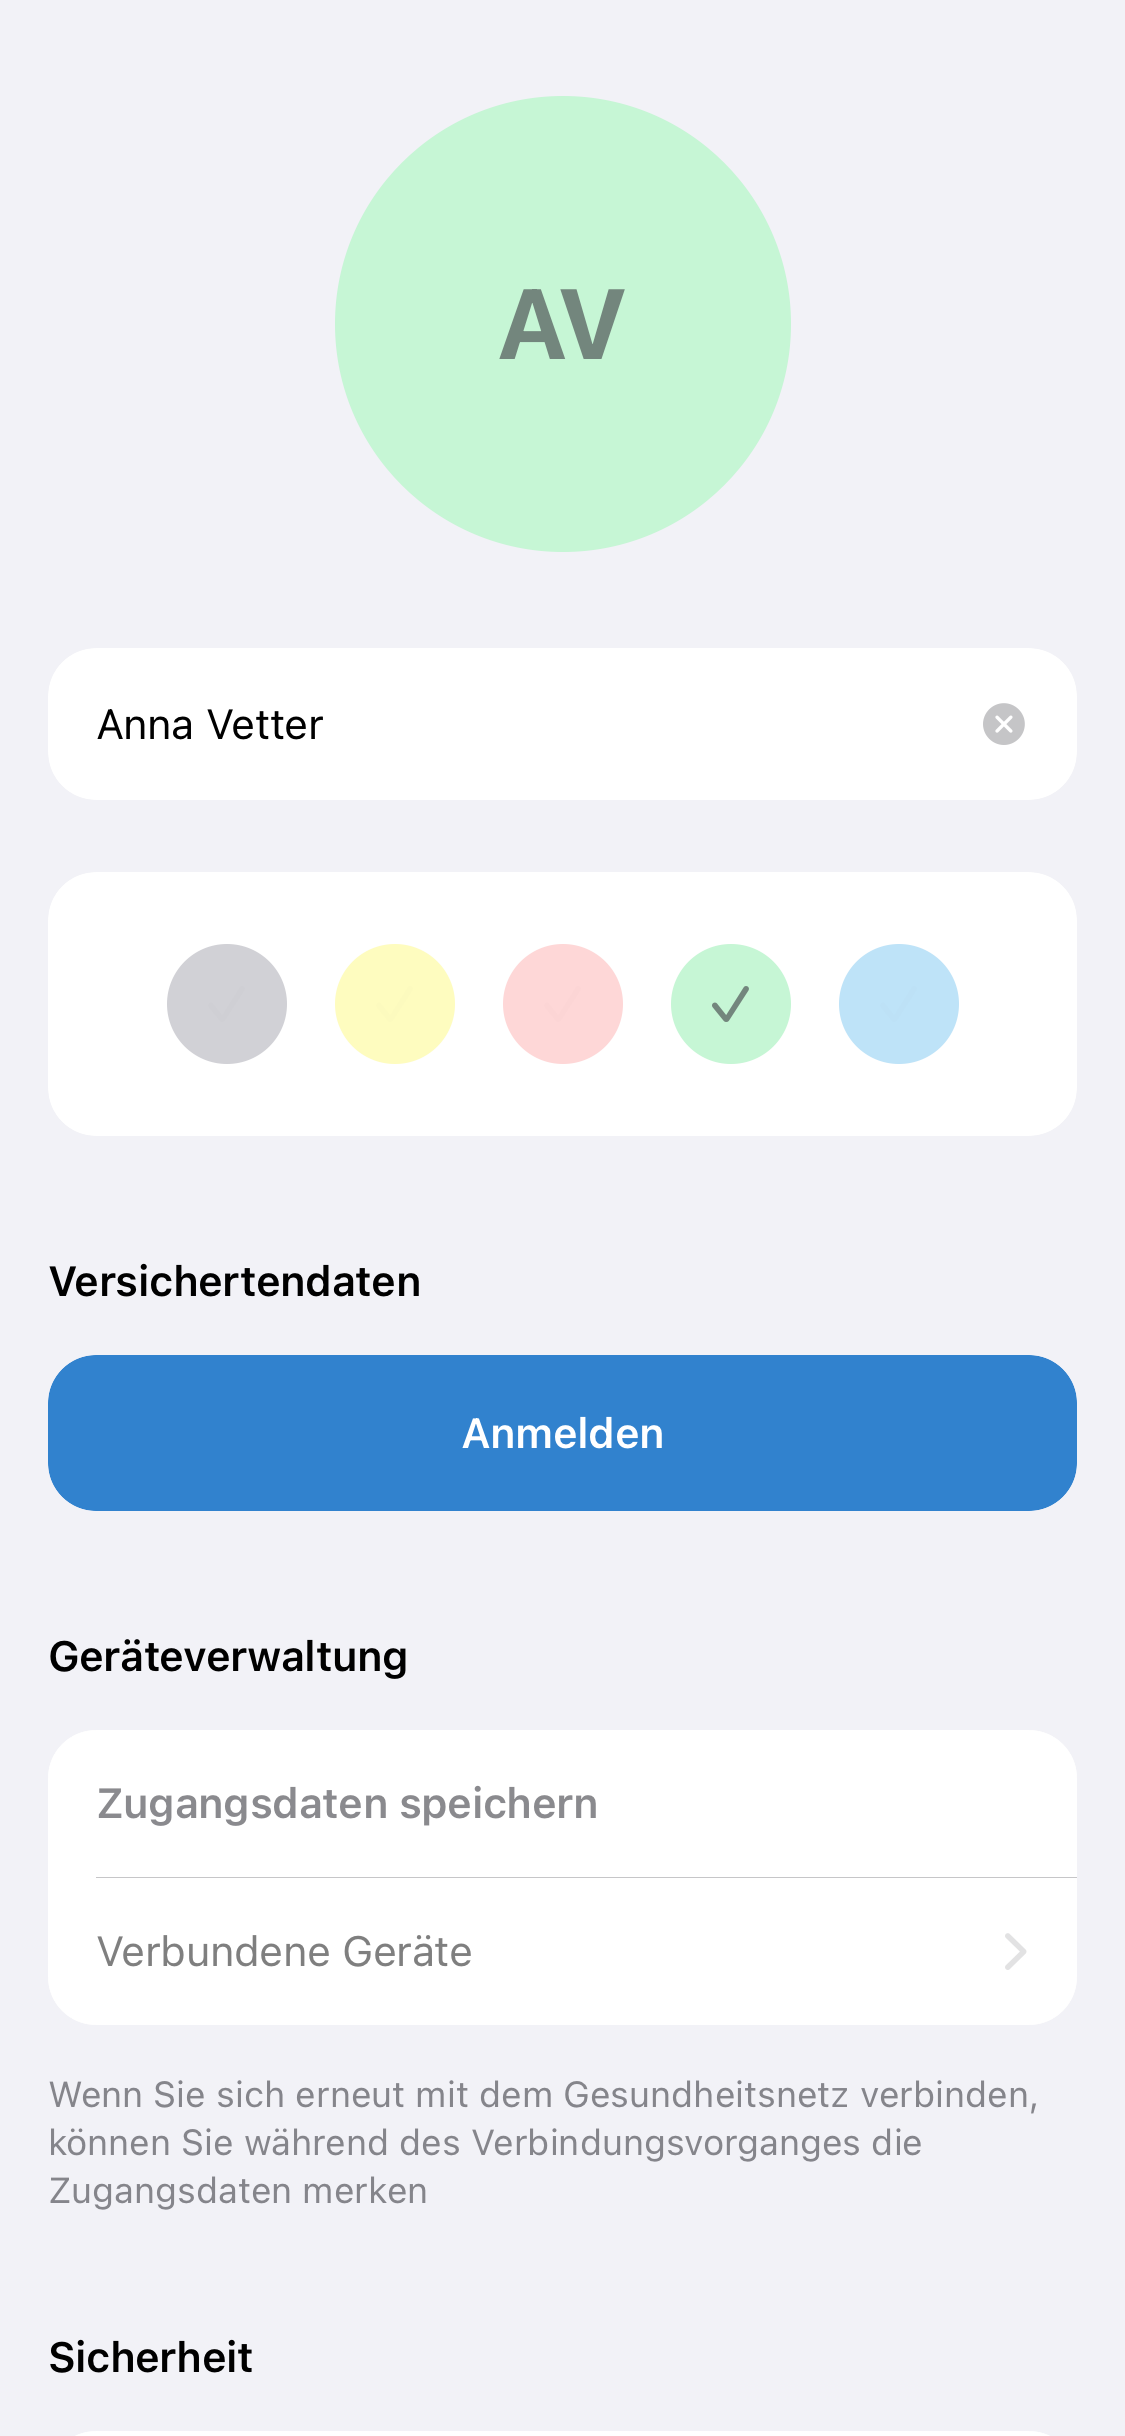 AV
Anna Vetter
Versichertendaten
Anmelden
Geräteverwaltung
Zugangsdaten speichern
Verbundene Geräte
Wenn Sie sich erneut mit dem Gesundheitsnetz verbinden,
können Sie während des Verbindungsvorganges die
Zugangsdaten merken
Sicherheit